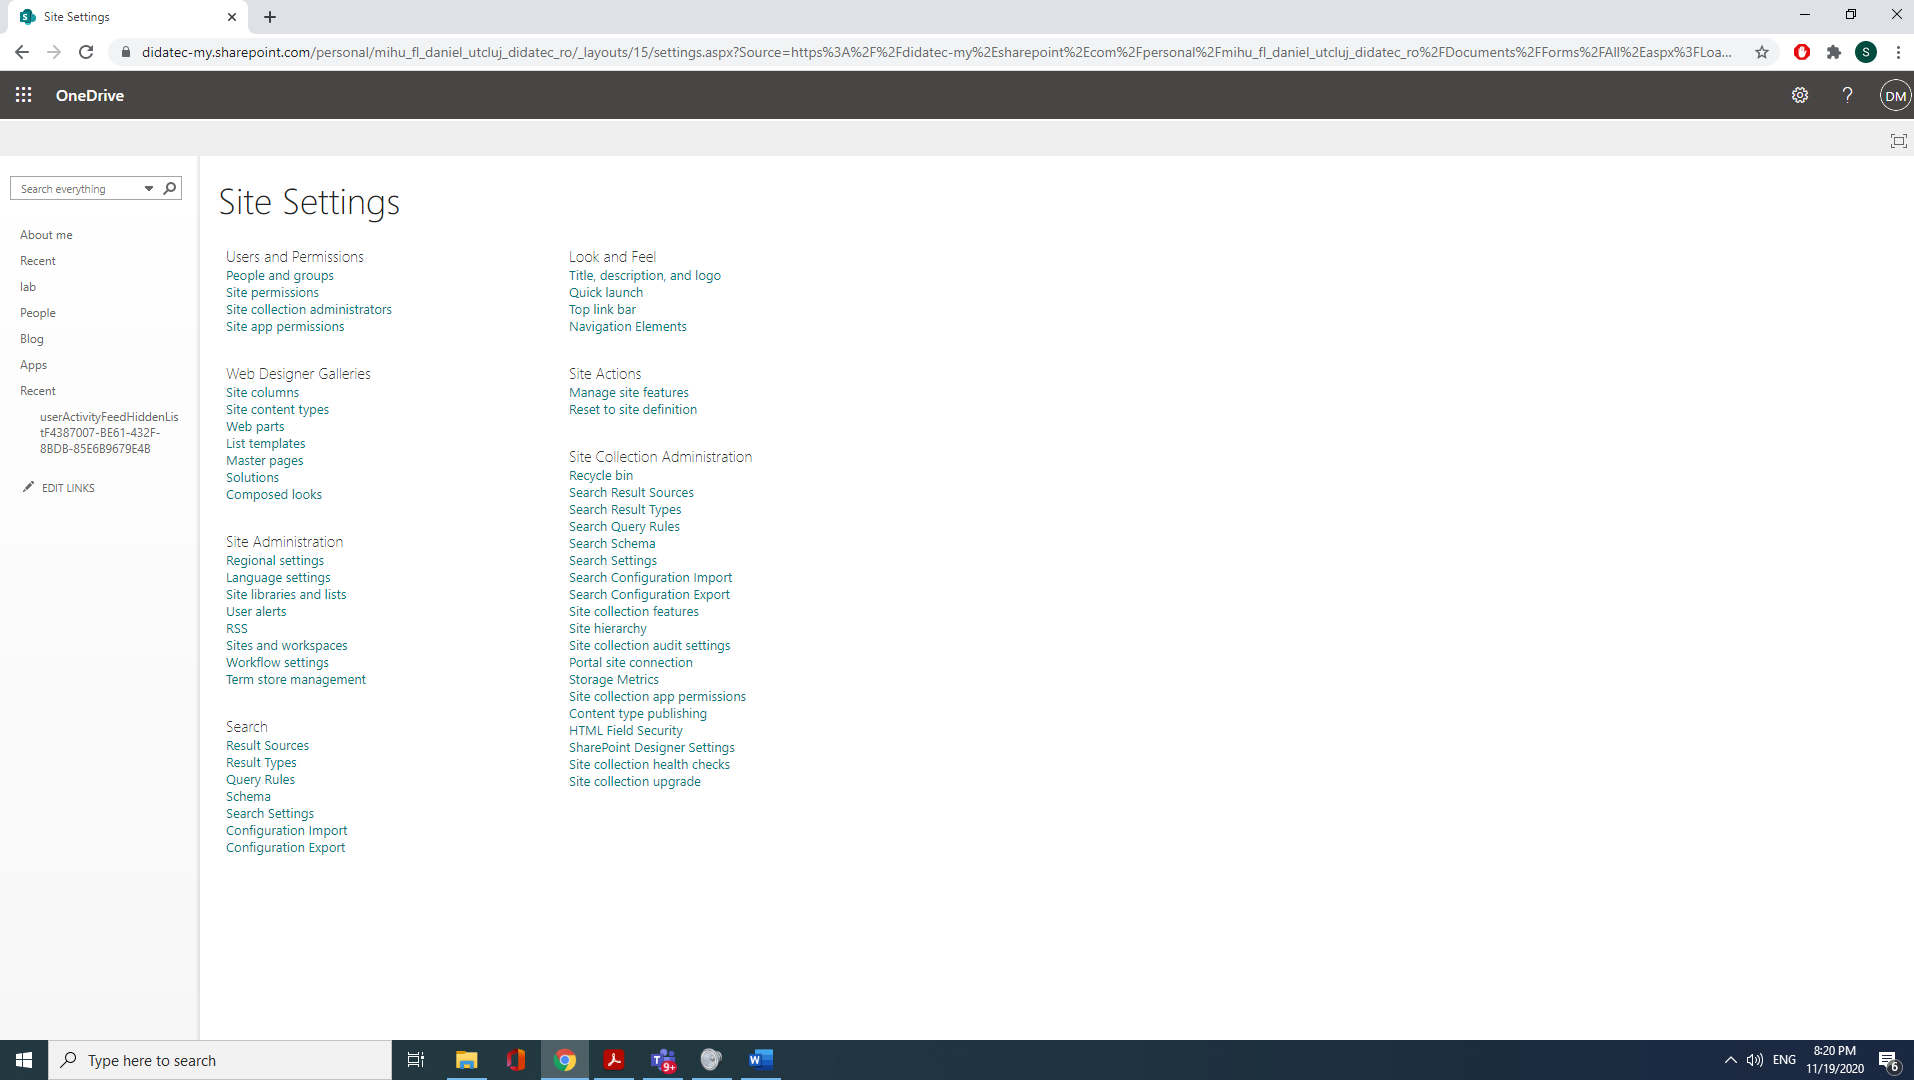 Site Settings
didatec-my.sharepoint.com/personal/mihu_fl_daniel_utcluj_didatec_ro/_layouts/15/settings.aspx?Source=https%3A%2F%2Fdidatec-my%2Esharepoint%2Ecom%2Fpersonal%2Fmihu_fl_daniel_utcluj_didatec_ro%2FDocuments%2FForms%2FAll%2Easpx%3FLoa...
S
OneDrive
?
DM
Search everything
About me
Recent
lab
People
Blog
Apps
Recent
userActivityFeedHiddenLis
tF4387007-BE61-432F-
8BDB-85E6B9679E4B
EDIT LINKS
Site Settings
Users and Permissions
People and groups
Site permissions
Site collection administrators
Site app permissions
Web Designer Galleries
Site columns
Site content types
Web parts
List templates
Master pages
Solutions
Composed looks
Site Administration
Regional settings
Language settings
Site libraries and lists
User alerts
RSS
Sites and workspaces
Workflow settings
Term store management
Search
Result Sources
Result Types
Query Rules
Schema
Search Settings
Configuration Import
Configuration Export
Look and Feel
Title, description, and logo
Quick launch
Top link bar
Navigation Elements
Site Actions
Manage site features
Reset to site definition
Site Collection Administration
Recycle bin
Search Result Sources
Search Result Types
Search Query Rules
Search Schema
Search Settings
Search Configuration Import
Search Configuration Export
Site collection features
Site hierarchy
Site collection audit settings
Portal site connection
Storage Metrics
Site collection app permissions
Content type publishing
HTML Field Security
SharePoint Designer Settings
Site collection health checks
Site collection upgrade
Type here to search
9+
ENG
8:20 PM
11/19/2020
6